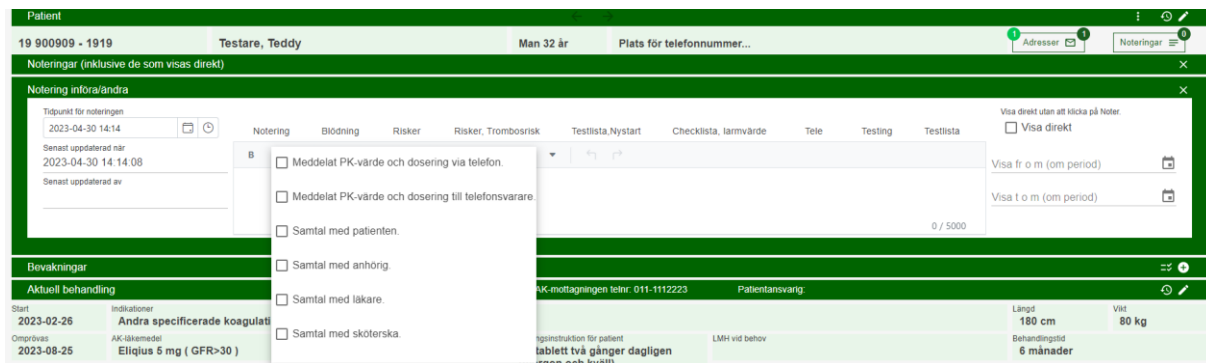 Patient
19 900909 - 1919 Testare, Teddy Man 32 år Plats för telefonnummer... 1 Adresser 1 Noteringar 0
Noteringar (inklusive de som visas direkt)
Notering införa/ändra
Tidpunkt för noteringen
2023-04-30 14:14
Senast uppdaterad när
2023-04-30 14:14:08
Senast uppdaterad av
Notering Blödning Risker Risker, Trombosrisk Testlista,Nystart Checklista, larmvärde Tele Testing Testlista
B
Meddelat PK-värde och dosering via telefon.
Meddelat PK-värde och dosering till telefonsvarare.
Samtal med patienten.
Samtal med anhörig.
Samtal med läkare.
Samtal med sköterska.
0 / 5000
Visa direkt utan att klicka på Noter.
Visa direkt
Visa fr o m (om period)
Visa t o m (om period)
Bevakningar
Aktuell behandling AK-mottagningen telnr: 011-1112223 Patientansvarig:
Start Indikationer Längd Vikt
2023-02-26 Andra specificerade koagulati 180 cm 80 kg
Omprövas AK-läkemedel ngsinstruktion för patient LMH vid behov Behandlingstid
2023-08-25 Eliqius 5 mg ( GFR>30 ) tablett två gånger dagligen 6 månader